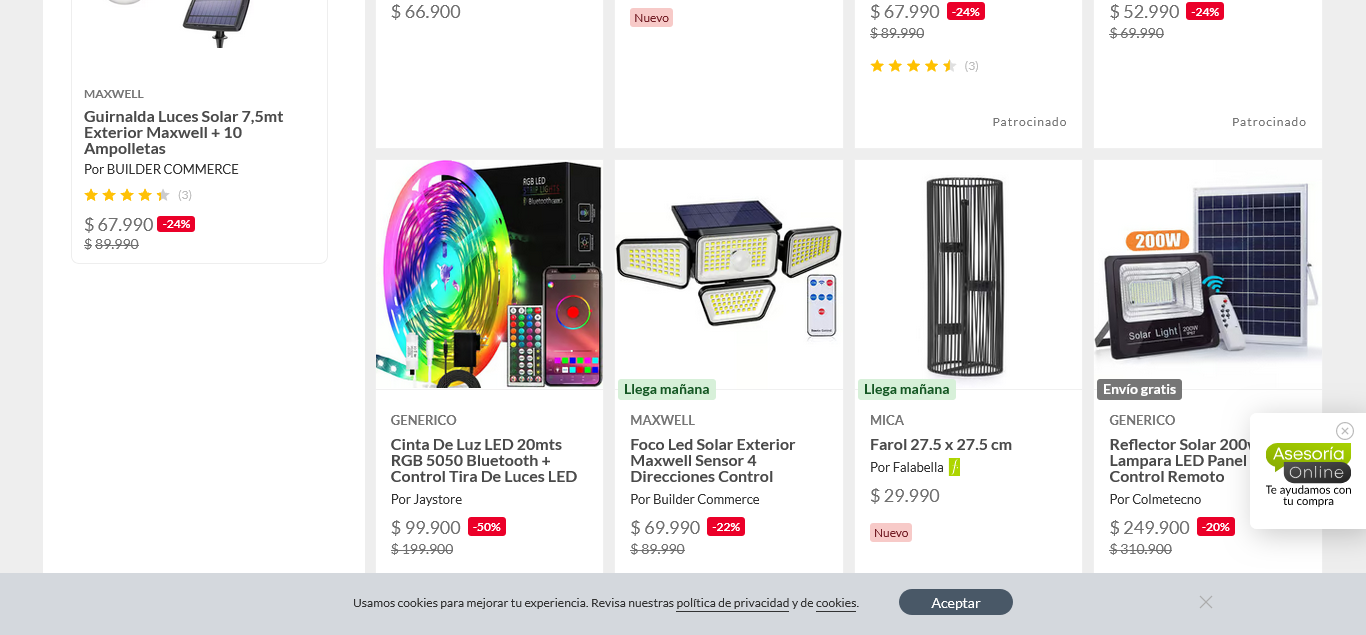 $ 66.900
Nuevo
$ 67.990 -24%
$ 89.990
(3)
Patrocinado
$ 52.990 -24%
$ 69.990
Patrocinado
MAXWELL
Guirnalda Luces Solar 7,5mt
Exterior Maxwell + 10
Ampolletas
Por BUILDER COMMERCE
(3)
$ 67.990 -24%
$ 89.990
RGB LED
STRIP LIGHTS
Bluetooth
GENERICO
Cinta De Luz LED 20mts
RGB 5050 Bluetooth +
Control Tira De Luces LED
Por Jaystore
$ 99.900 -50%
$ 199.900
Llega mañana
MAXWELL
Foco Led Solar Exterior
Maxwell Sensor 4
Direcciones Control
Por Builder Commerce
$ 69.990 -22%
$ 89.990
Llega mañana
MICA
Farol 27.5 x 27.5 cm
Por Falabella f.
$ 29.990
Nuevo
200W
Solar Light 200W
Envío gratis
GENERICO
Reflector Solar 200w
Lampara LED Panel
Control Remoto
Por Colmetecno
$ 249.900 -20%
$ 310.900
Asesoría
Online
Te ayudamos con
tu compra
Usamos cookies para mejorar tu experiencia. Revisa nuestras política de privacidad y de cookies.
Aceptar